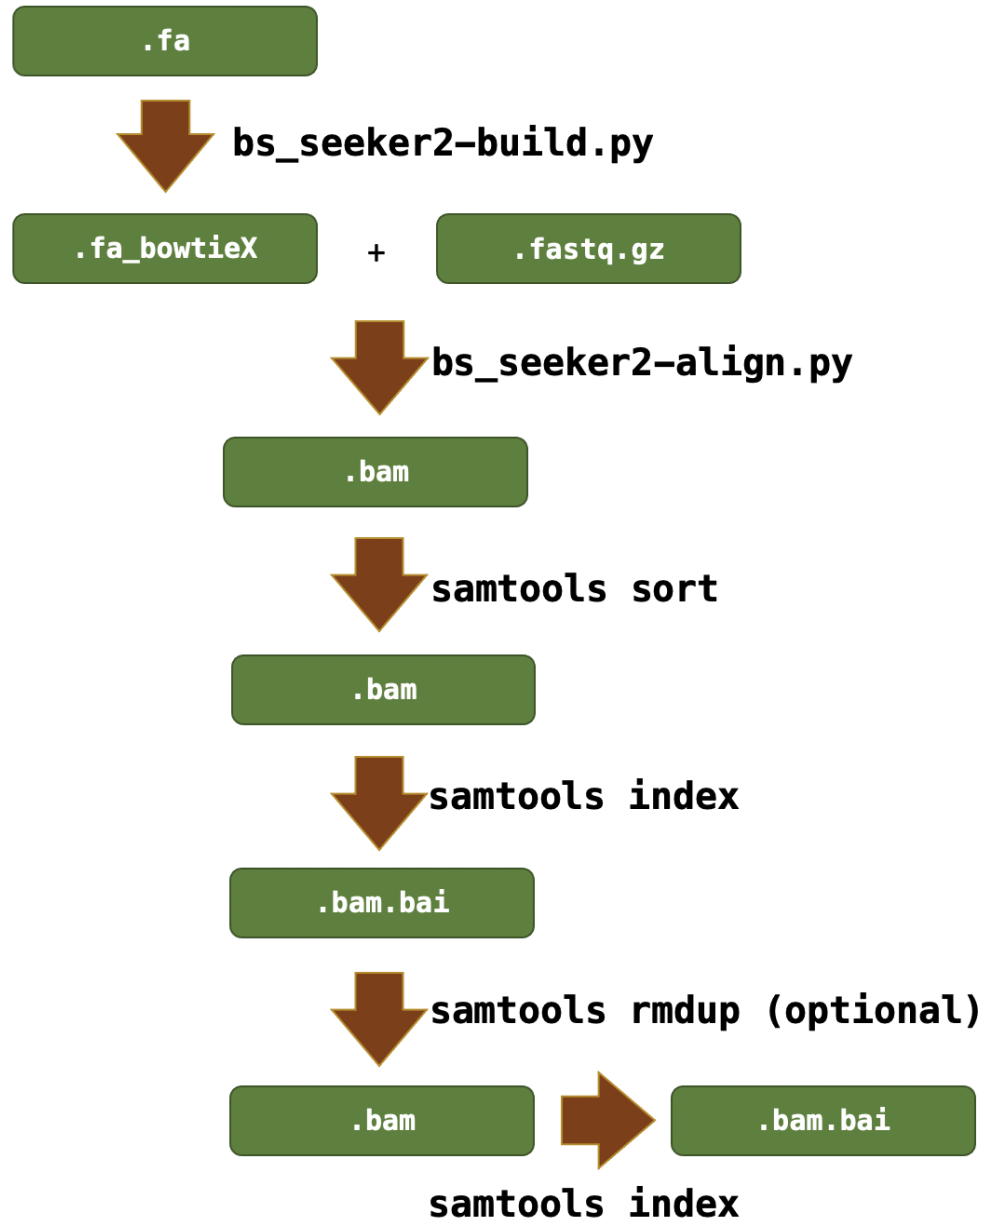 .fa
bs_seeker2-build.py
.fa_bowtieX + .fastq.gz
bs_seeker2-align.py
.bam
samtools sort
.bam
samtools index
.bam.bai
samtools rmdup (optional)
.bam .bam.bai
samtools index